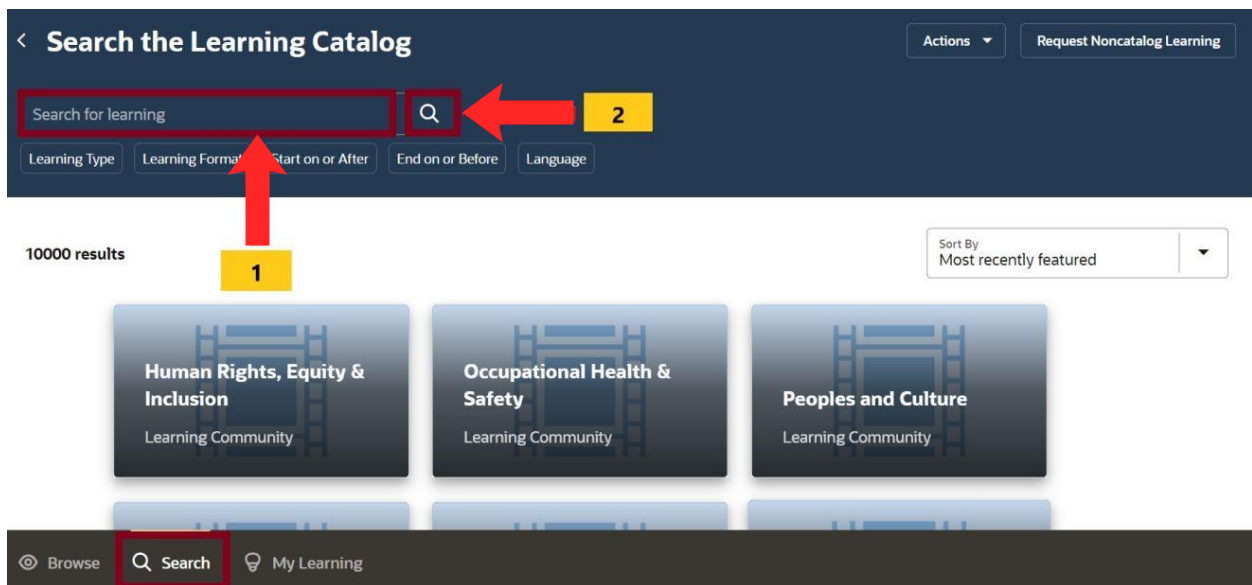 Search the Learning Catalog
Actions
Request Noncatalog Learning
Search for learning
2
Learning Type
Learning Format
Start on or After
End on or Before
Language
10000 results
1
Sort By
Most recently featured
Human Rights, Equity &
Inclusion
Learning Community
Occupational Health &
Safety
Learning Community
Peoples and Culture
Learning Community
Browse
Search
My Learning